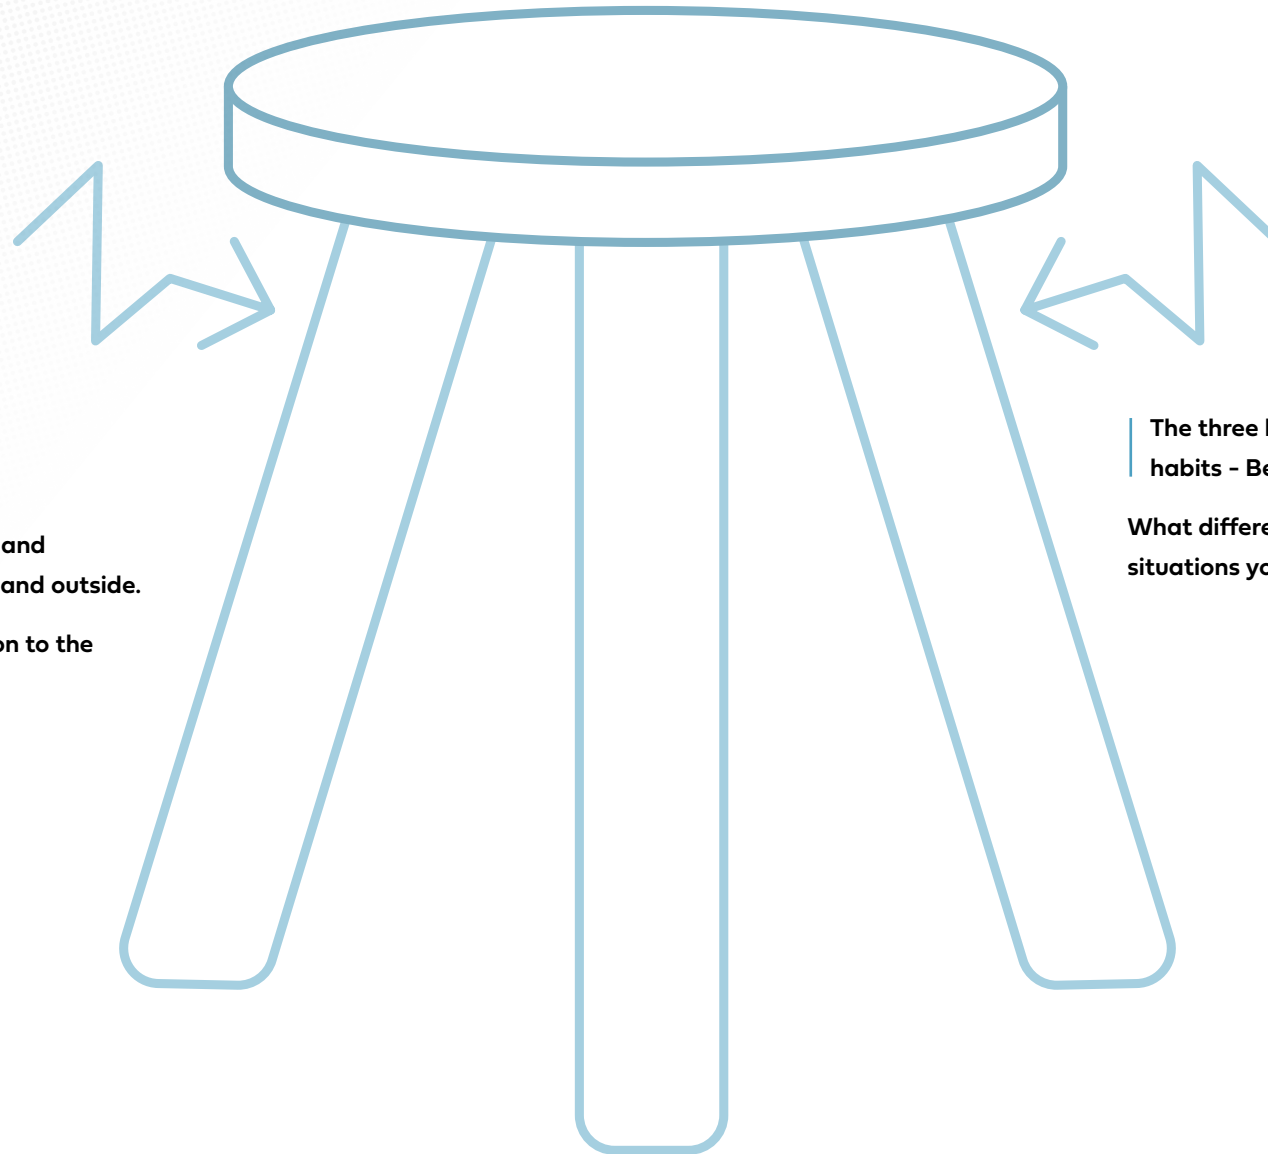 and
and outside.
on to the
The three
habits - Be
What differe
situations yo